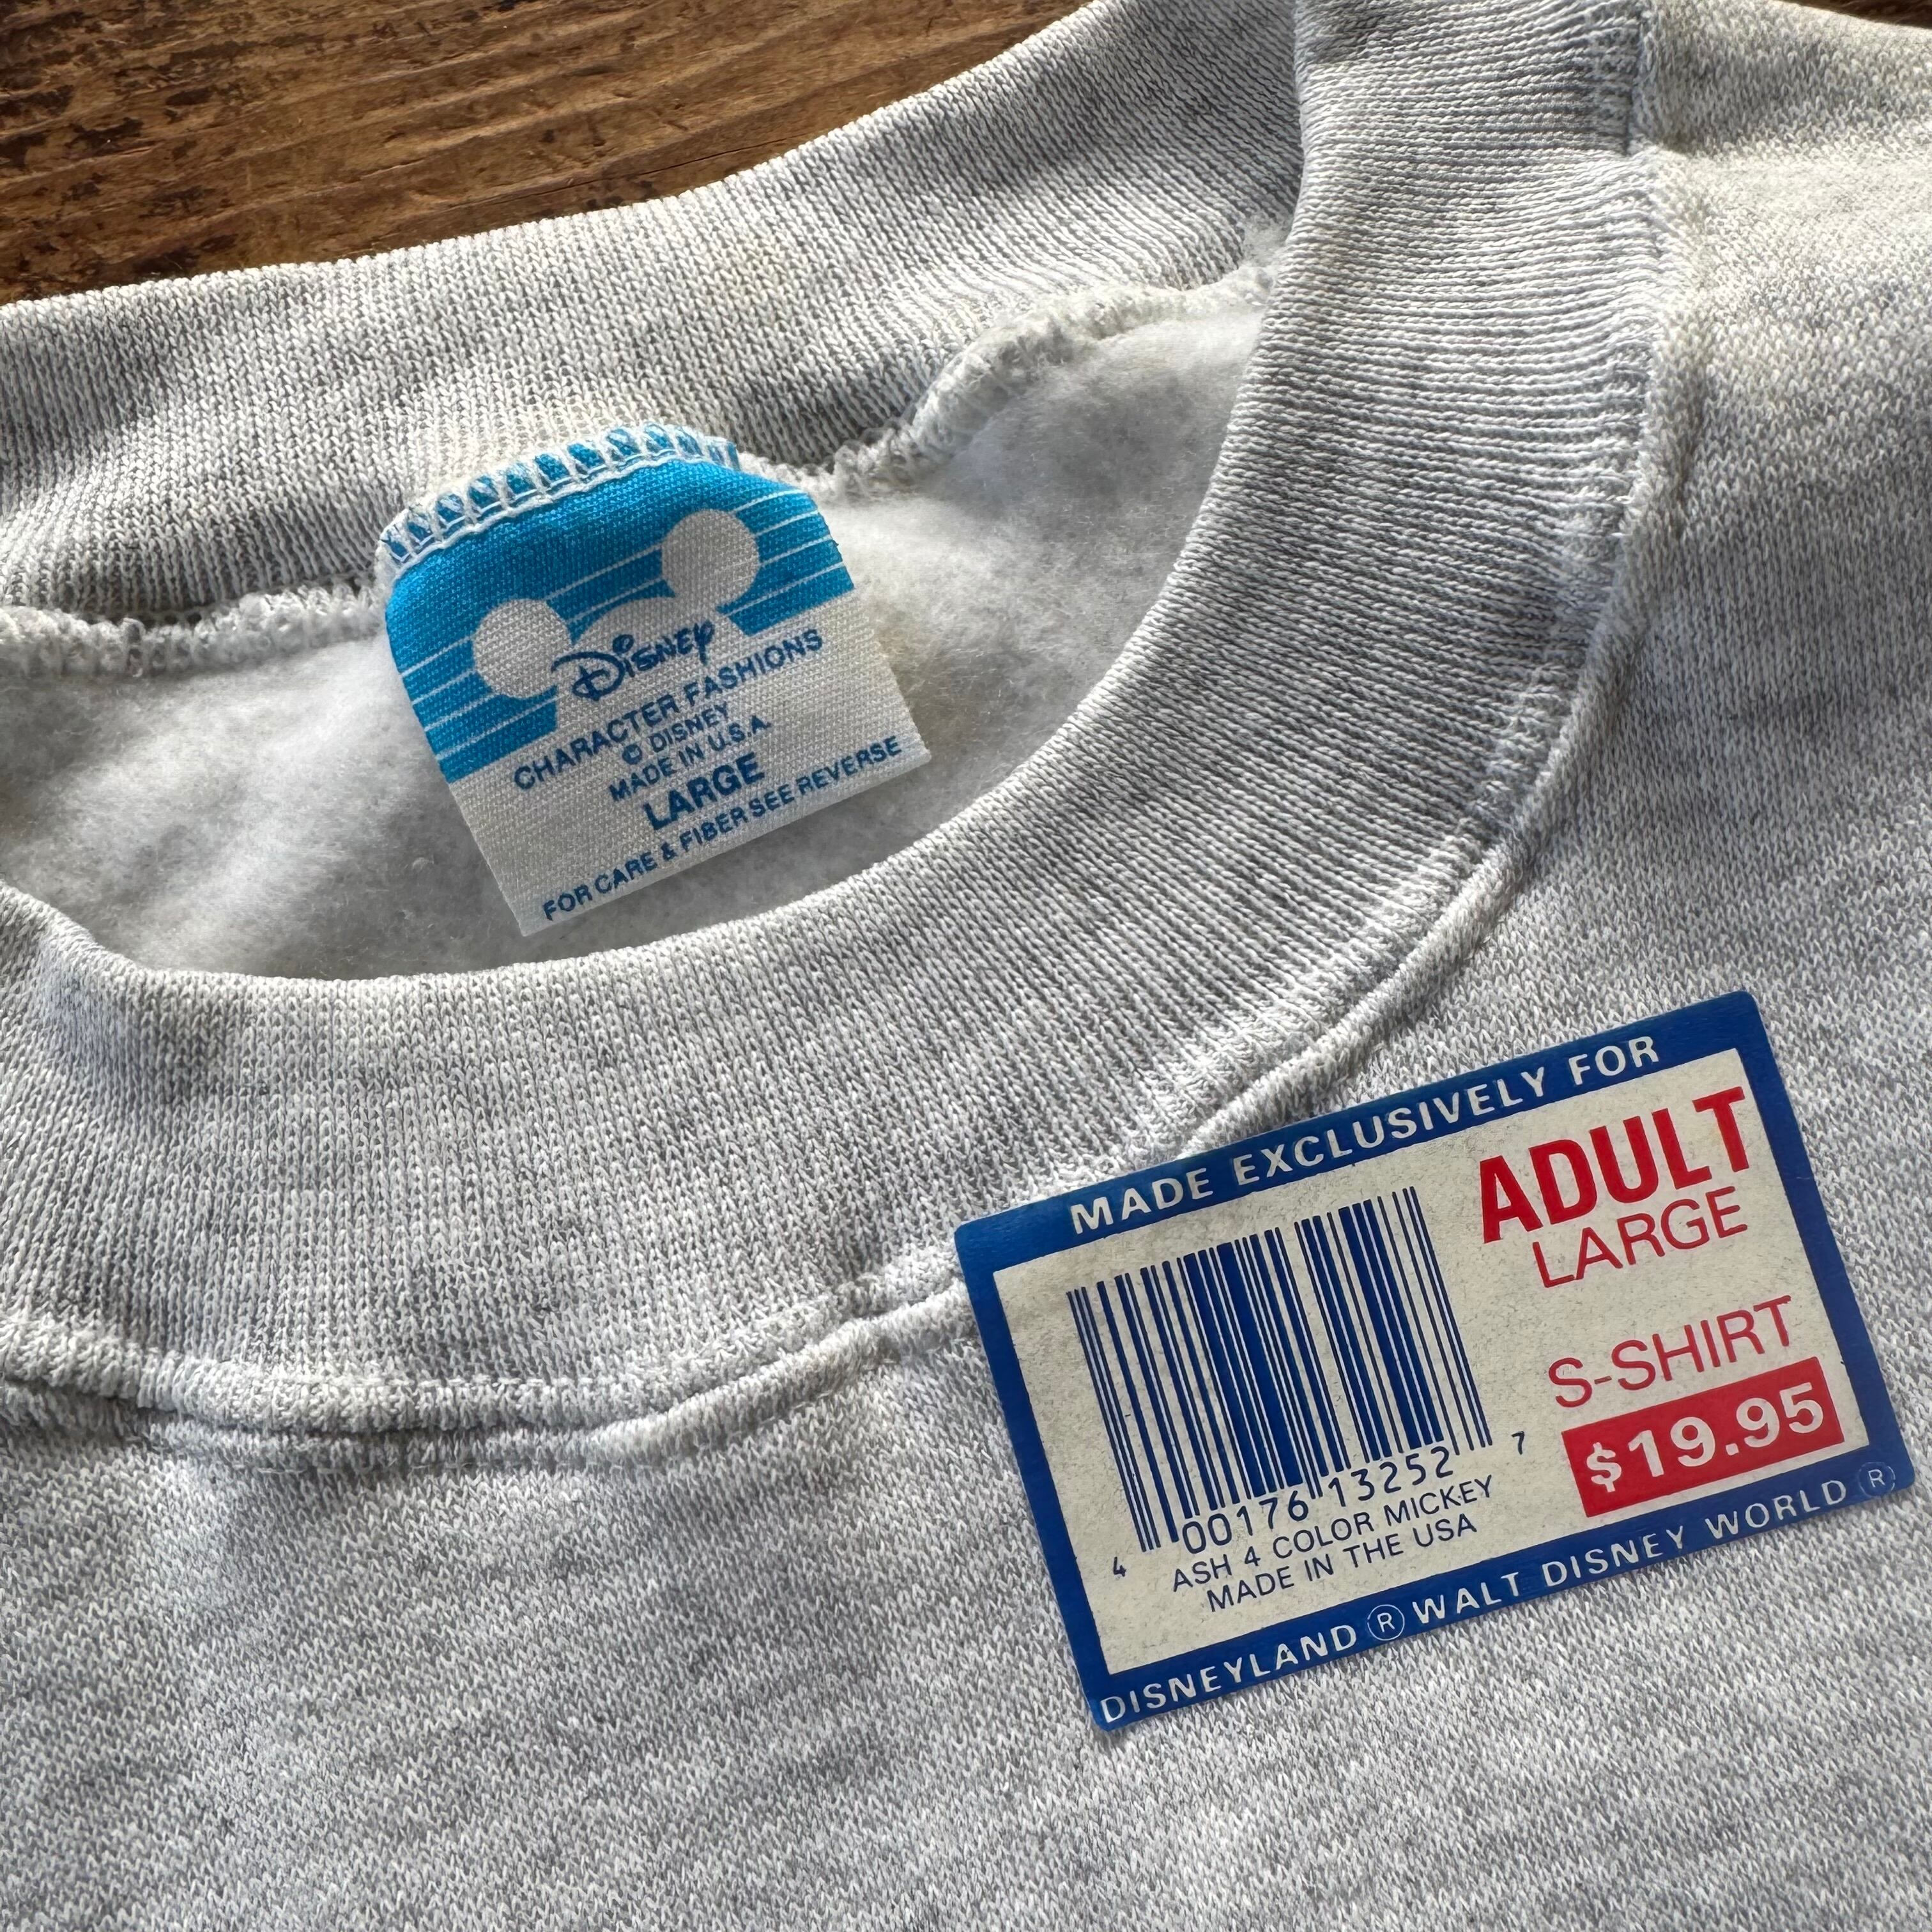 Disney
CHARACTER FASHIONS
© DISNEY
MADE IN U.S.A.
LARGE
FOR CARE & FIBER SEE REVERSE
MADE EXCLUSIVELY FOR
ADULT
LARGE
S-SHIRT
$19.95
4 00176 13252 7
ASH 4 COLOR MICKEY
MADE IN THE USA
DISNEYLAND ® WALT DISNEY WORLD ®